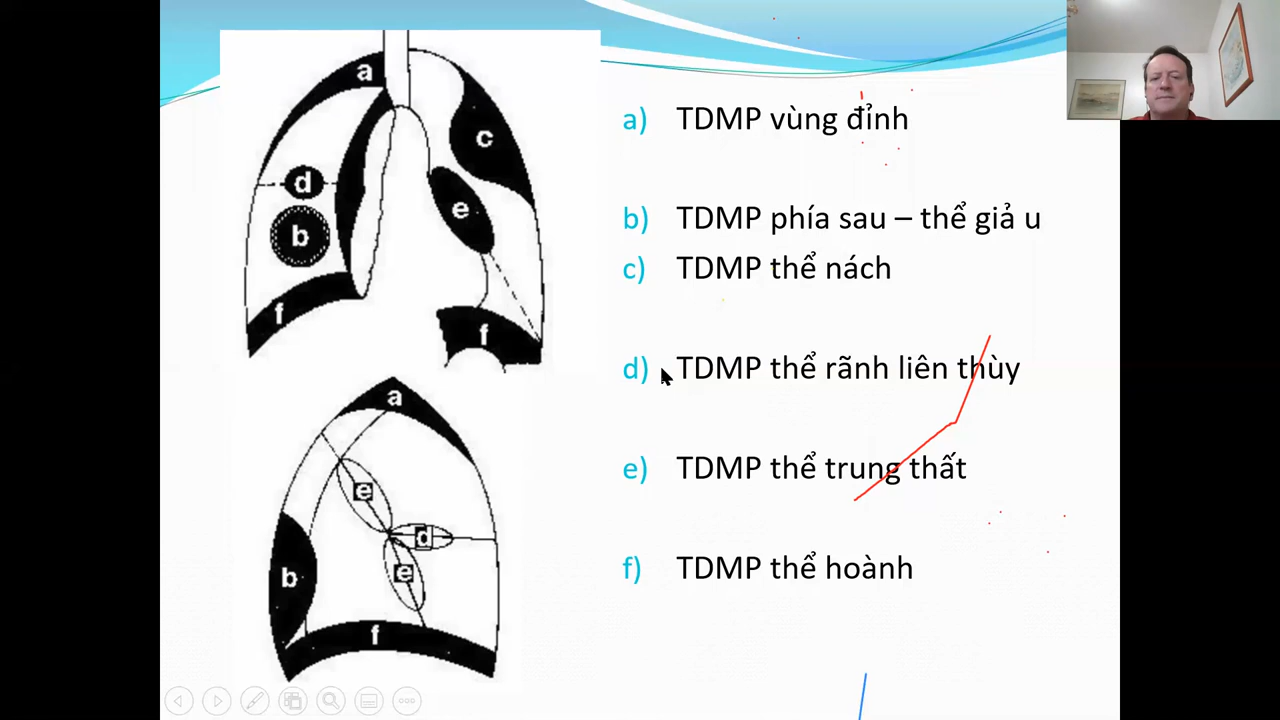 a
c
d
e
b
f
f
a
e
d
e
b
f
a) TDMP vùng đỉnh
b) TDMP phía sau – thể giả u
c) TDMP thể nách
d) TDMP thể rãnh liên thùy
e) TDMP thể trung thất
f) TDMP thể hoành